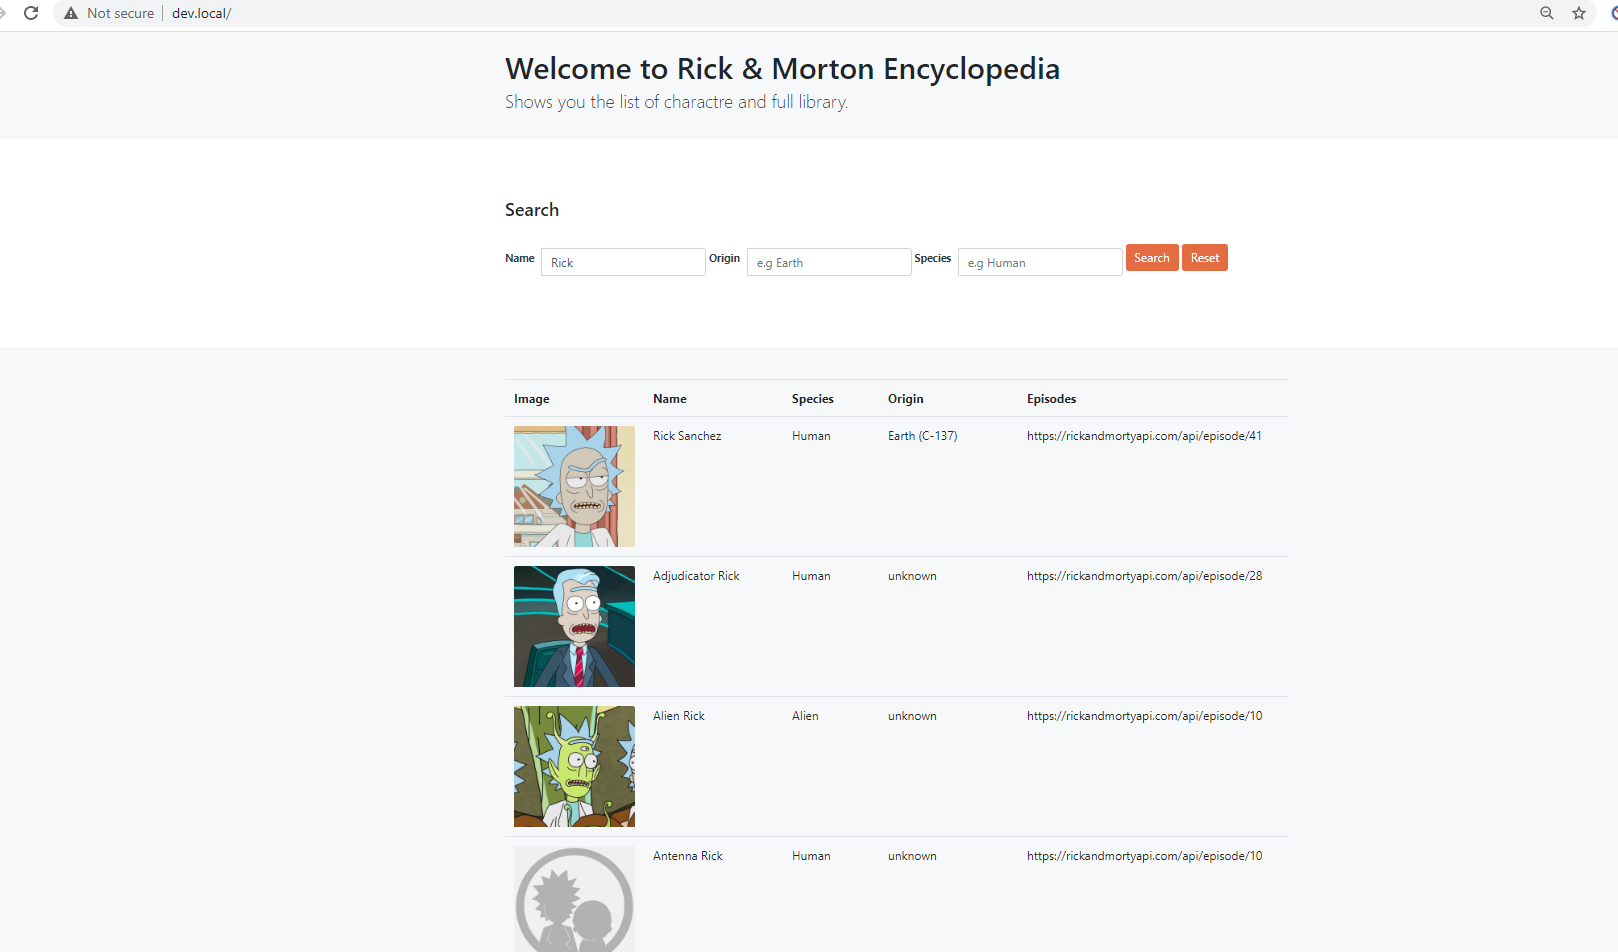 Not secure | dev.local/
Welcome to Rick & Morton Encyclopedia
Shows you the list of charactre and full library.
Search
Name Rick Origin e.g Earth Species e.g Human Search Reset
Image Name Species Origin Episodes
Rick Sanchez Human Earth (C-137) https://rickandmortyapi.com/api/episode/41
Adjudicator Rick Human unknown https://rickandmortyapi.com/api/episode/28
Alien Rick Alien unknown https://rickandmortyapi.com/api/episode/10
Antenna Rick Human unknown https://rickandmortyapi.com/api/episode/10